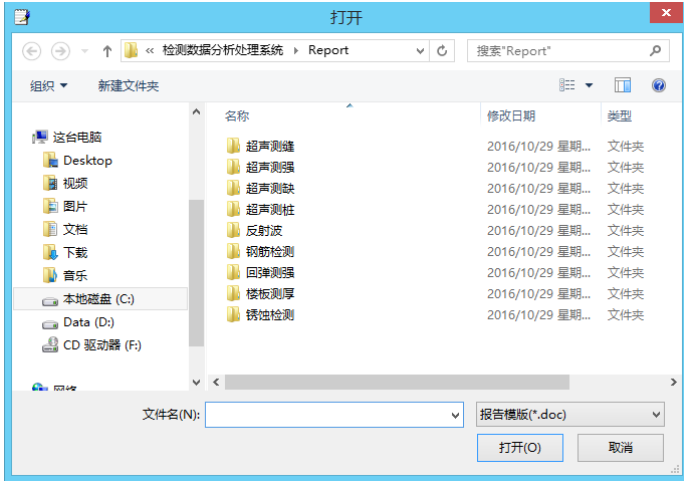 打开
« 检测数据分析处理系统 Report 搜索"Report"
组织 新建文件夹
名称 修改日期 类型
这台电脑
Desktop
视频
图片
文档
下载
音乐
本地磁盘 (C:)
Data (D:)
CD 驱动器 (F:)
网络
超声测缝 2016/10/29 星期... 文件夹
超声测强 2016/10/29 星期... 文件夹
超声测缺 2016/10/29 星期... 文件夹
超声测桩 2016/10/29 星期... 文件夹
反射波 2016/10/29 星期... 文件夹
钢筋检测 2016/10/29 星期... 文件夹
回弹测强 2016/10/29 星期... 文件夹
楼板测厚 2016/10/29 星期... 文件夹
锈蚀检测 2016/10/29 星期... 文件夹
文件名(N): 报告模版(*.doc)
打开(O) 取消